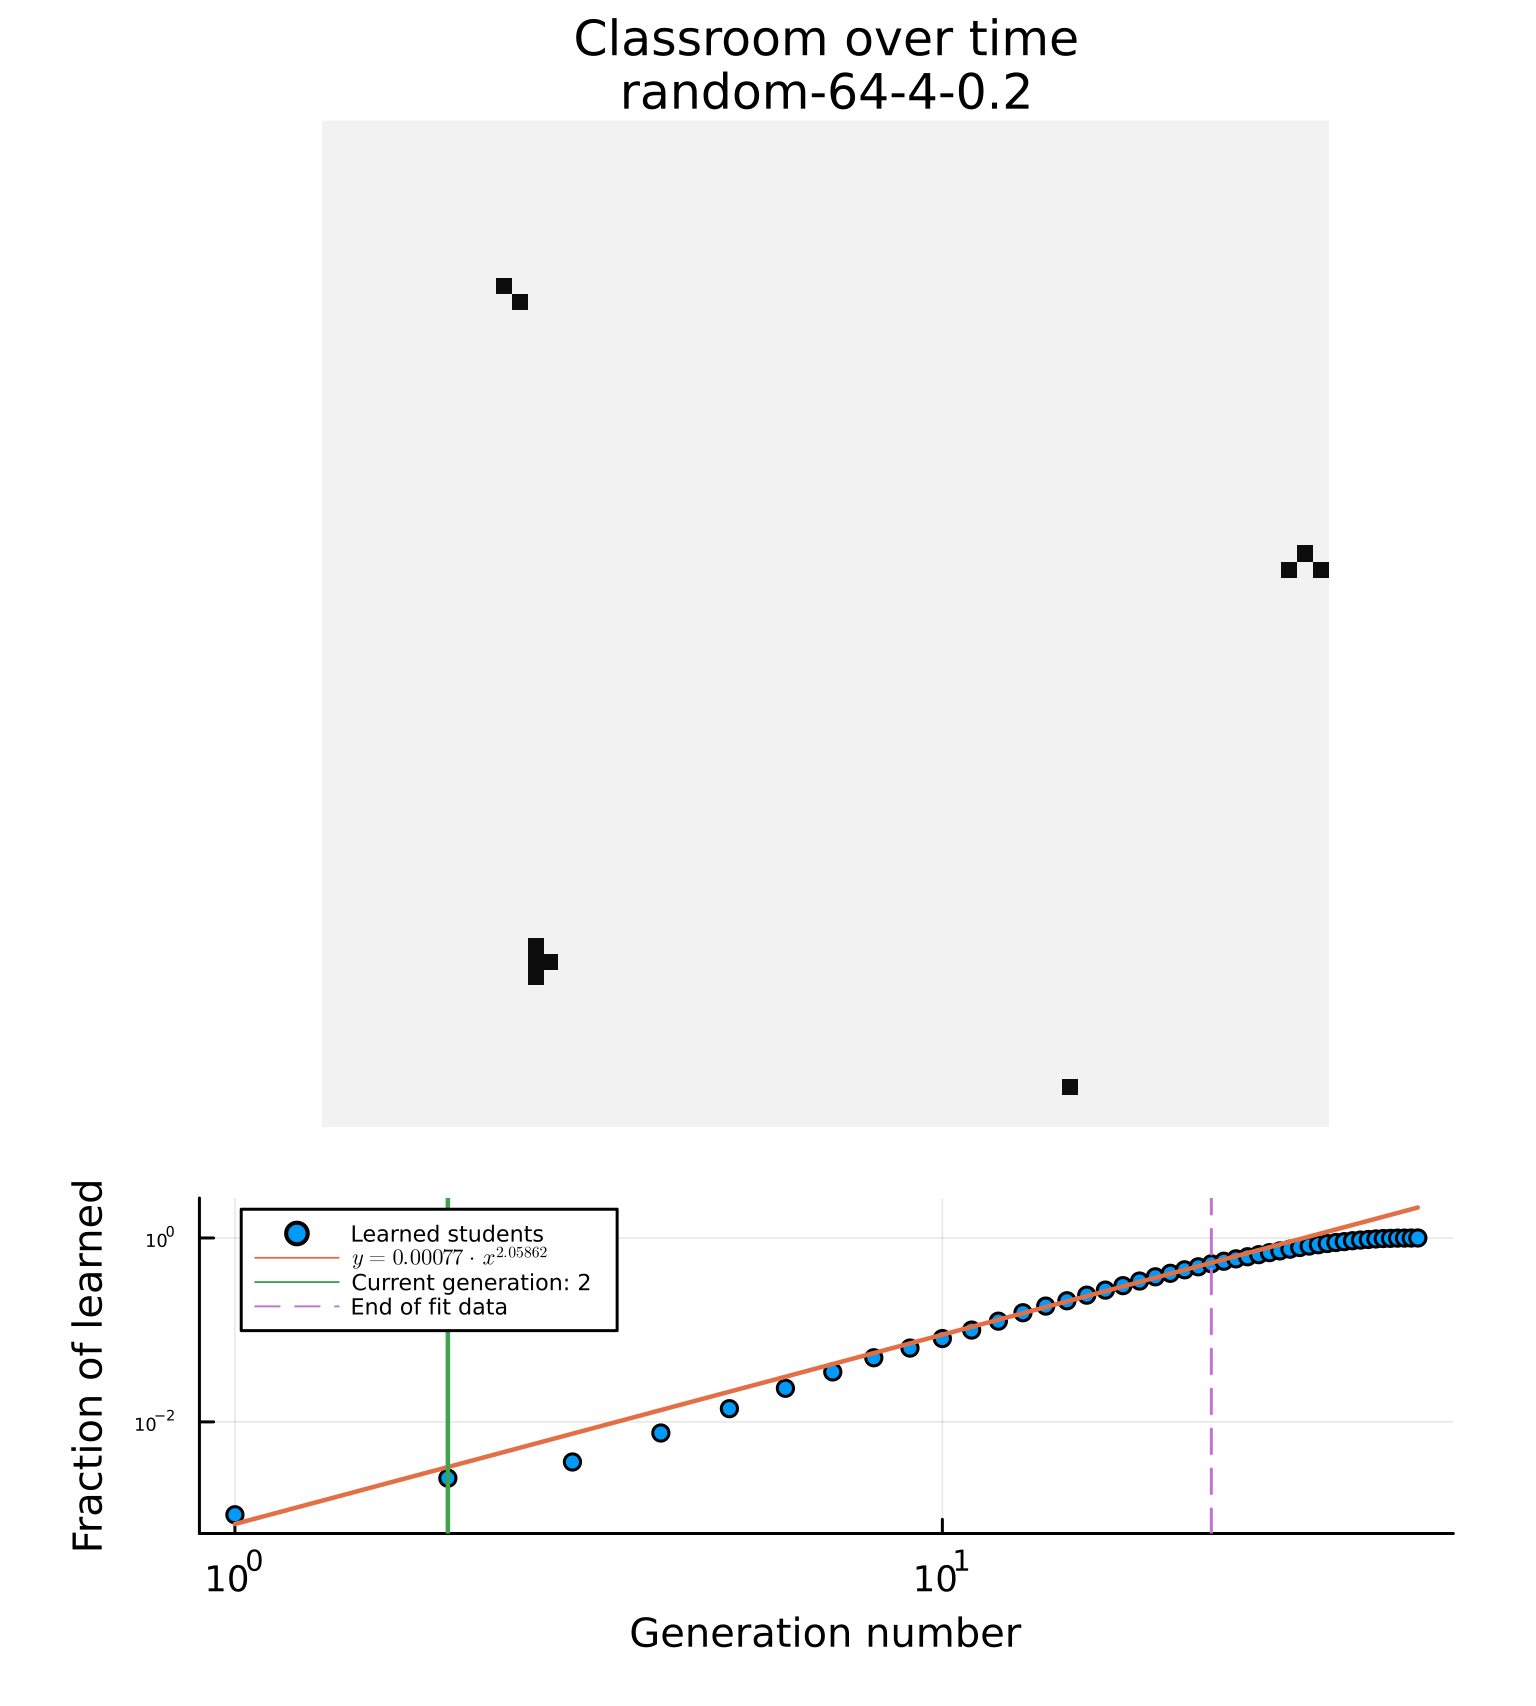 Classroom over time
random-64-4-0.2
Fraction of learned
10^0
10^−2
Learned students
y = 0.00077 · x^2.05862
Current generation: 2
End of fit data
10^0
10^1
Generation number